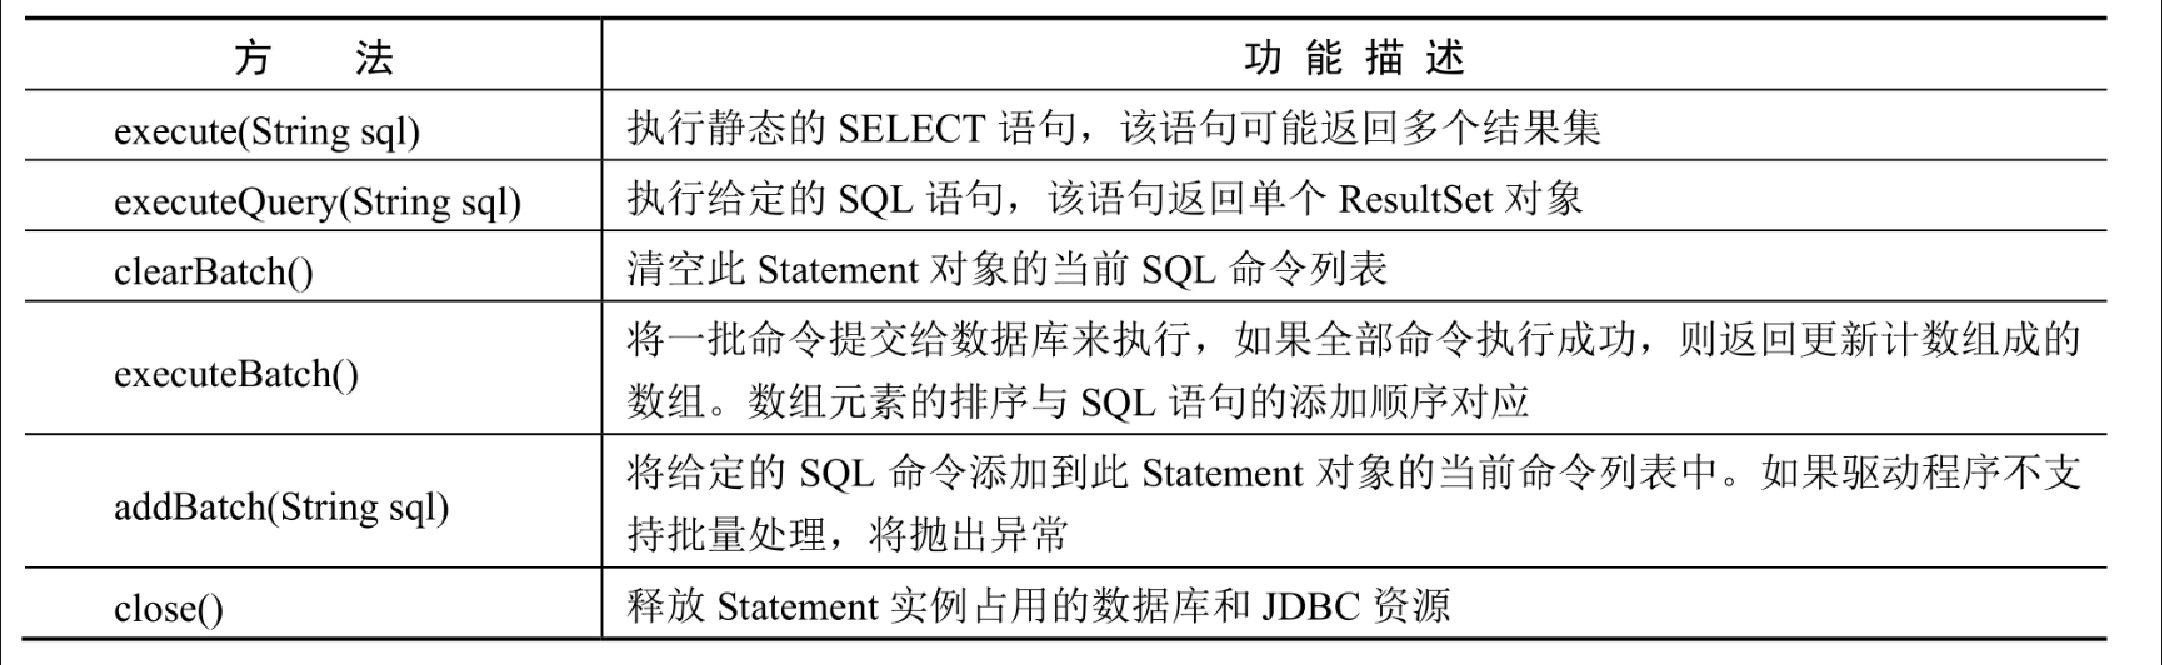 方 法 功 能 描 述
execute(String sql) 执行静态的 SELECT 语句，该语句可能返回多个结果集
executeQuery(String sql) 执行给定的 SQL 语句，该语句返回单个 ResultSet 对象
clearBatch() 清空此 Statement 对象的当前 SQL 命令列表
executeBatch() 将一批命令提交给数据库来执行，如果全部命令执行成功，则返回更新计数组成的
数组。数组元素的排序与 SQL 语句的添加顺序对应
addBatch(String sql) 将给定的 SQL 命令添加到此 Statement 对象的当前命令列表中。如果驱动程序不支
持批量处理，将抛出异常
close() 释放 Statement 实例占用的数据库和 JDBC 资源